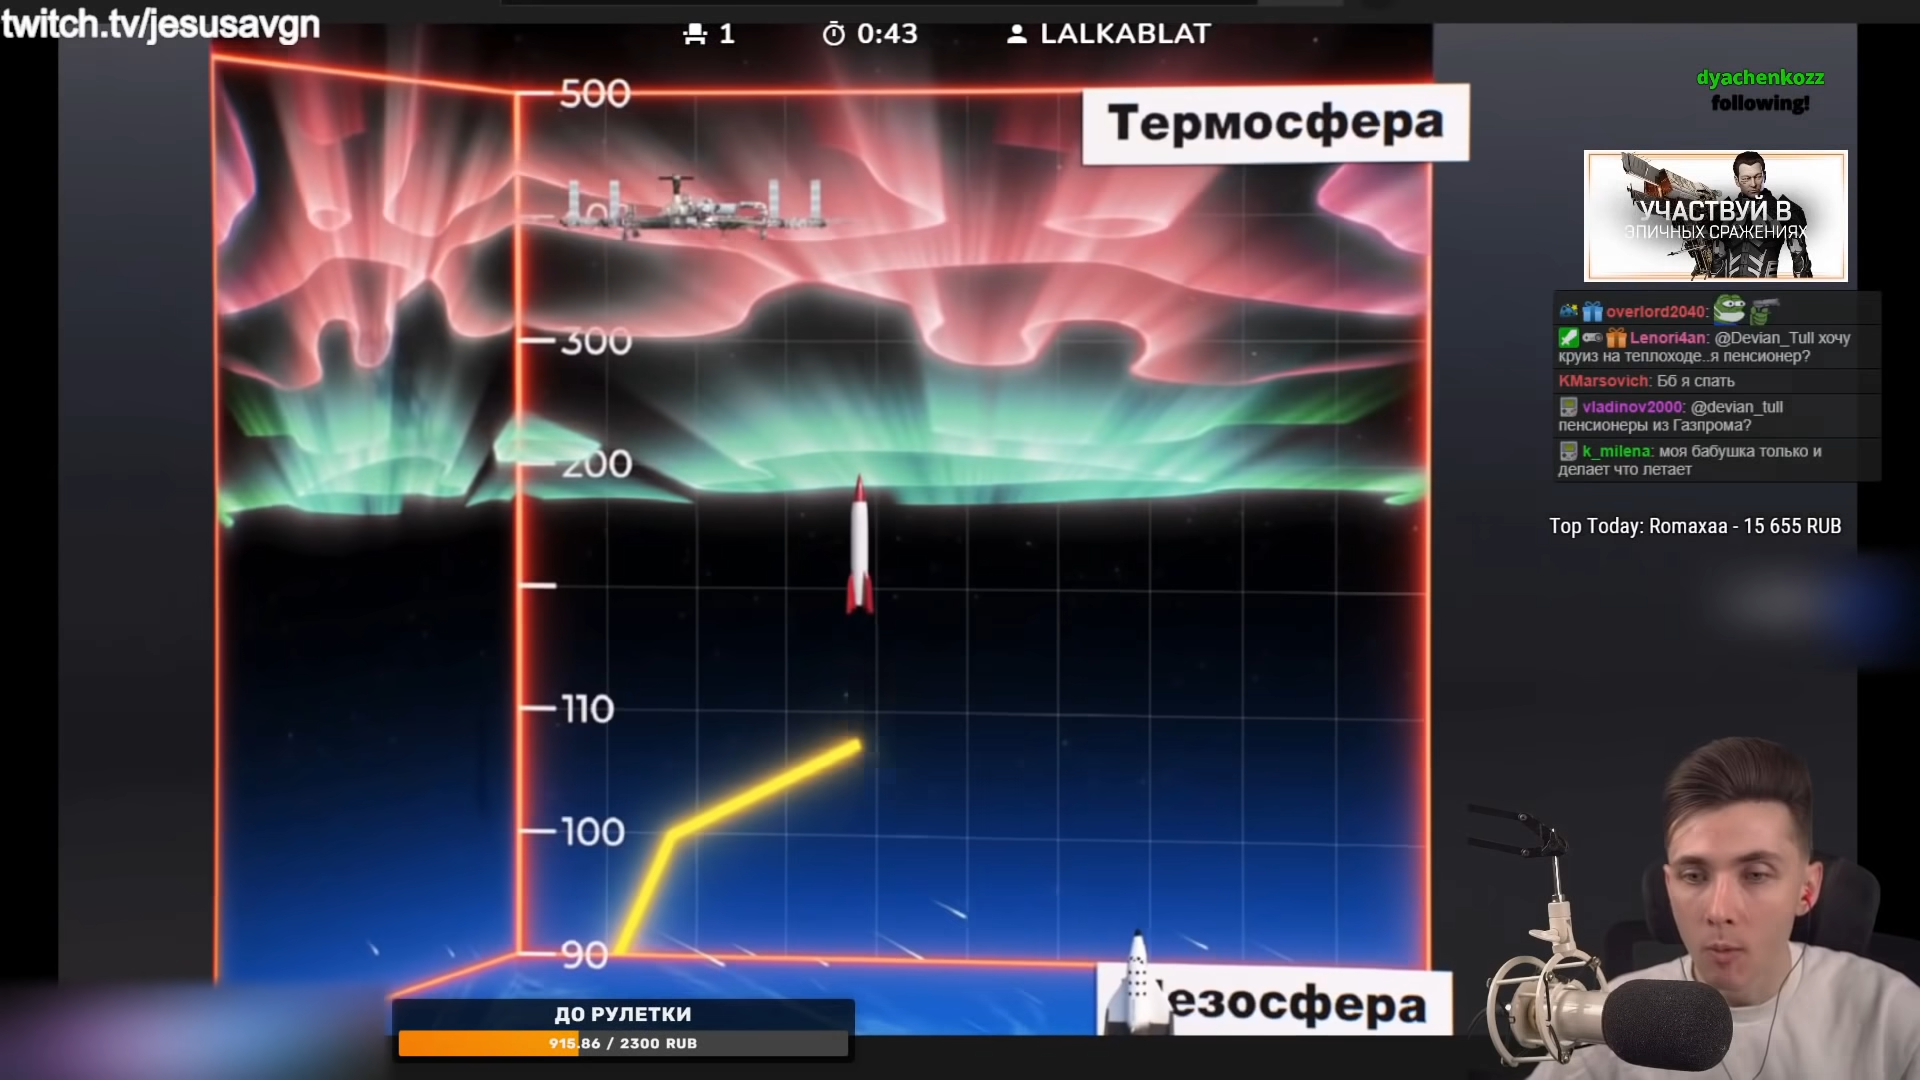 twitch.tv/jesusavgn
1
0:43
LALKABLAT
500
Термосфера
300
200
110
100
90
езосфера
ДО РУЛЕТКИ
915.86 / 2300 RUB
dyachenkozz
following!
УЧАСТВУЙ В
ЭПИЧНЫХ СРАЖЕНИЯХ
overlord2040:
Lenori4an: @Devian_Tull хочу
круиз на теплоходе..я пенсионер?
KMarsovich: Бб я спать
vladinov2000: @devian_tull
пенсионеры из Газпрома?
k_milena: моя бабушка только и
делает что летает
Top Today: Romaxaa - 15 655 RUB